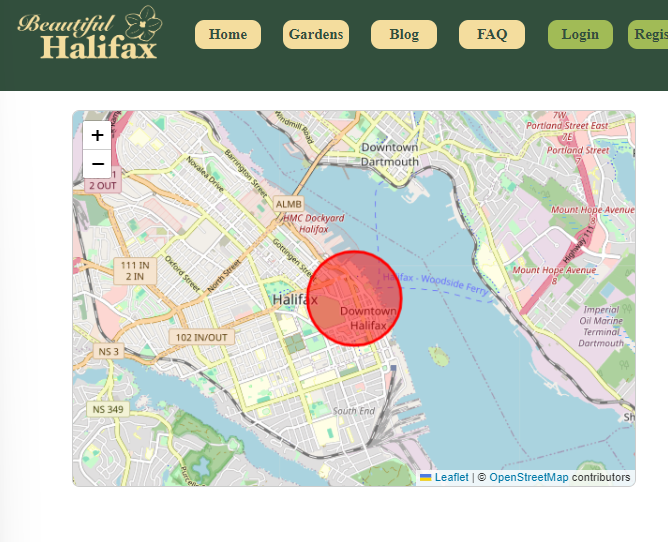 Beautiful
Halifax
Home
Gardens
Blog
FAQ
Login
Regis
+
−
Windmill Road
Downtown
Dartmouth
Portland Street East
7W
Portland Street
2 OUT
Novalea Drive
Barrington Street
ALMB
HMC Dockyard
Halifax
Mount Hope Avenue
Highway 111
Gottingen Street
Oxford Street
North Street
111 IN
2 IN
Mount Hope Avenue
Halifax - Woodside Ferry
Halifax
Downtown
Halifax
Imperial
Oil Marine
Terminal,
Dartmouth
102 IN/OUT
NS 3
NS 349
South End
Sh
Leaflet | © OpenStreetMap contributors